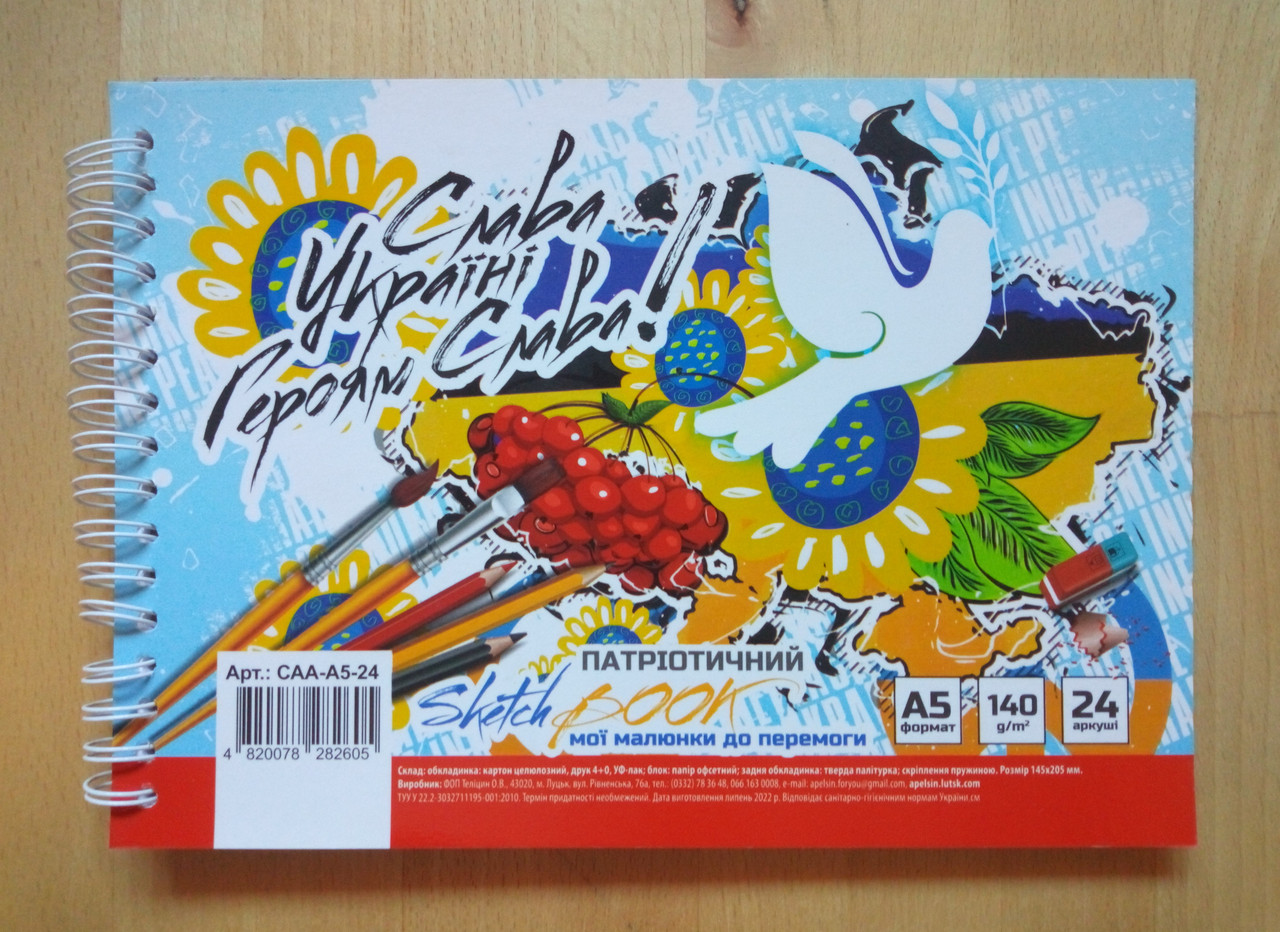 Слава
Україні
Героям Слава!
Арт.: САА-А5-24
4 820078 282605
ПАТРІОТИЧНИЙ
Sketch BOOK
мої малюнки до перемоги
А5
формат
140
g/m²
24
аркуші
Склад: обкладинка: картон целюлозний, друк 4+0, УФ-лак; блок: папір офсетний; задня обкладинка: тверда палітурка; скріплення пружиною. Розмір 145х205 мм.
Виробник: ФОП Теліцин О.В., 43020, м. Луцьк, вул. Рівненська, 76а, тел.: (0332) 78 36 48, 066 163 0008, e-mail: apelsin.foryou@gmail.com, apelsin.lutsk.com
ТУУ У 22.2-3032711195-001:2010. Термін придатності необмежений. Дата виготовлення липень 2022 р. Відповідає санітарно-гігієнічним нормам України.см